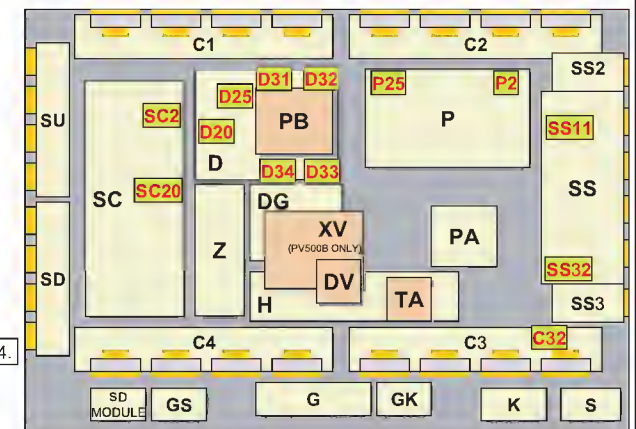 C1 C2
SS2
SU SC2 D31 D32 P25 P2
D25
SC D20 PB P SS11
D SS
SC20 D34 D33
DG
Z XV PA
(PV500B ONLY)
SD DV SS32
H TA SS3
4. C4 C3 C32
SD
MODULE GS G GK K S